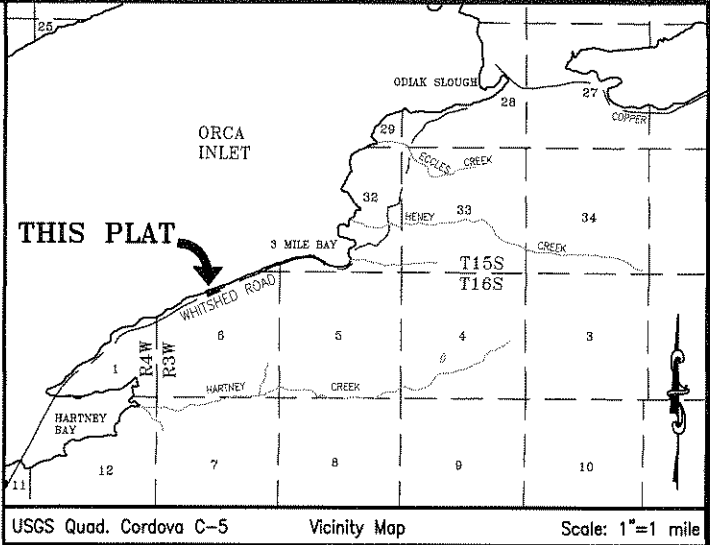 25
ODIAK SLOUGH
28
27
COPPER
ORCA
INLET
29
ECCLES CREEK
32
HENEY
33
34
CREEK
THIS PLAT
3 MILE BAY
T15S
T16S
WHITSHED ROAD
6
5
4
3
1
R4W
R3W
HARTNEY CREEK
HARTNEY
BAY
12
7
8
9
10
11
USGS Quad. Cordova C-5 Vicinity Map Scale: 1"=1 mile